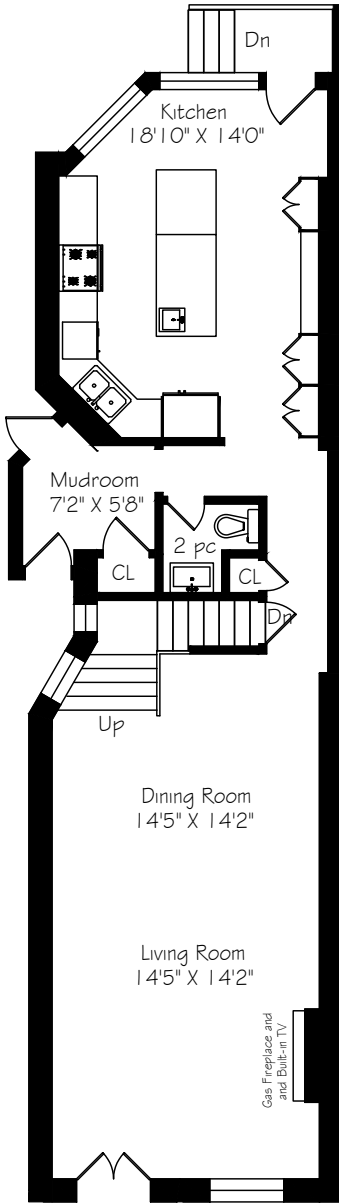 Dn
Kitchen
18'10" X 14'0"
Mudroom
7'2" X 5'8"
2 pc
CL
CL
Dn
Up
Dining Room
14'5" X 14'2"
Living Room
14'5" X 14'2"
Gas Fireplace and
and Built-in TV